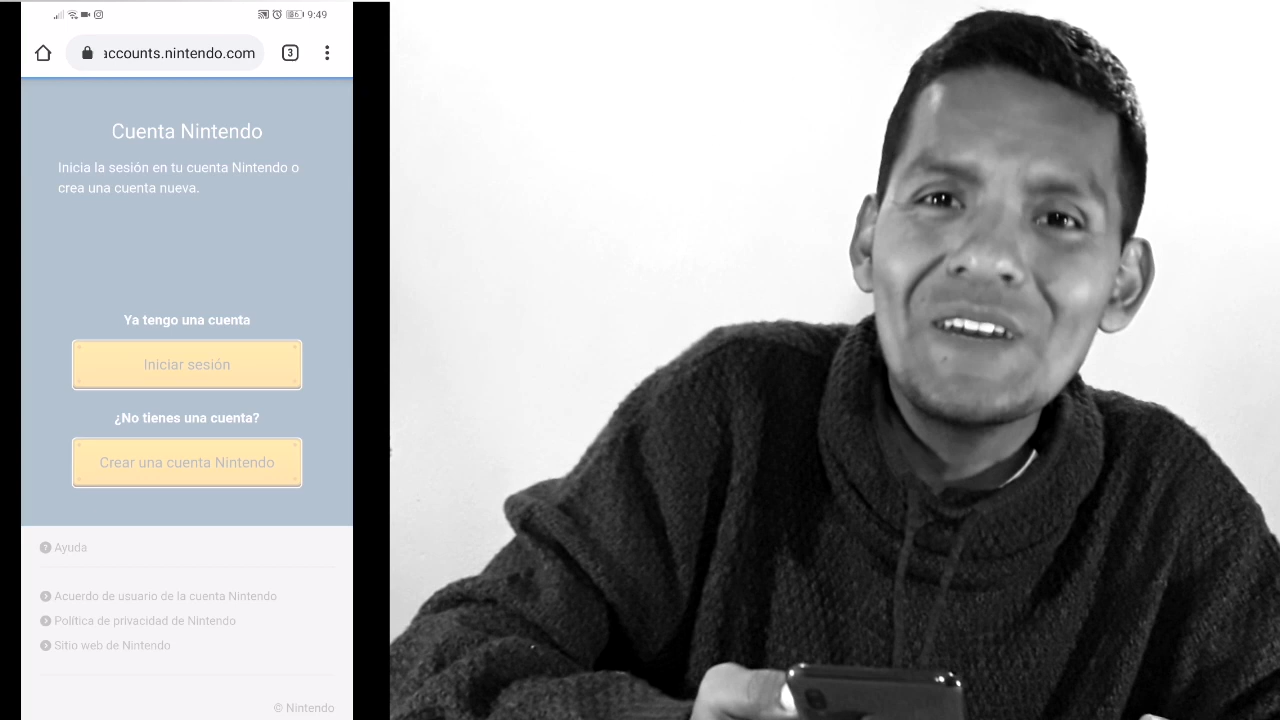 9:49
accounts.nintendo.com
3
Cuenta Nintendo
Inicia la sesión en tu cuenta Nintendo o
crea una cuenta nueva.
Ya tengo una cuenta
Iniciar sesión
¿No tienes una cuenta?
Crear una cuenta Nintendo
Ayuda
Acuerdo de usuario de la cuenta Nintendo
Política de privacidad de Nintendo
Sitio web de Nintendo
© Nintendo